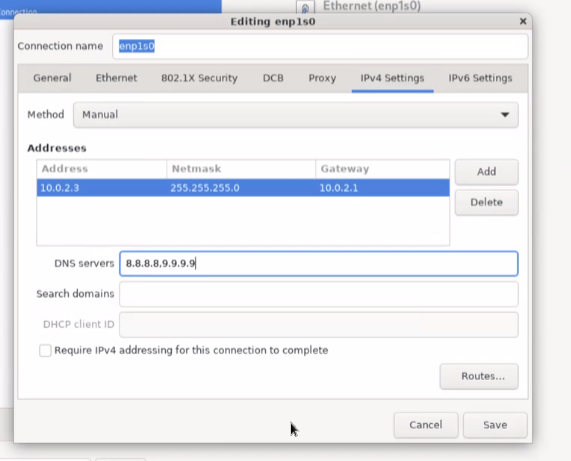 Connection
Ethernet (enp1s0)
Editing enp1s0
Connection name enp1s0
General Ethernet 802.1X Security DCB Proxy IPv4 Settings IPv6 Settings
Method Manual
Addresses
Address Netmask Gateway
10.0.2.3 255.255.255.0 10.0.2.1
Add
Delete
DNS servers 8.8.8.8,9.9.9.9
Search domains
DHCP client ID
Require IPv4 addressing for this connection to complete
Routes...
Cancel Save